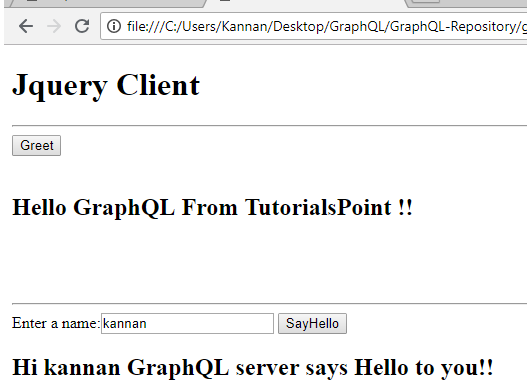 file:///C:/Users/Kannan/Desktop/GraphQL/GraphQL-Repository/g
Jquery Client
Greet
Hello GraphQL From TutorialsPoint !!
Enter a name:kannan SayHello
Hi kannan GraphQL server says Hello to you!!